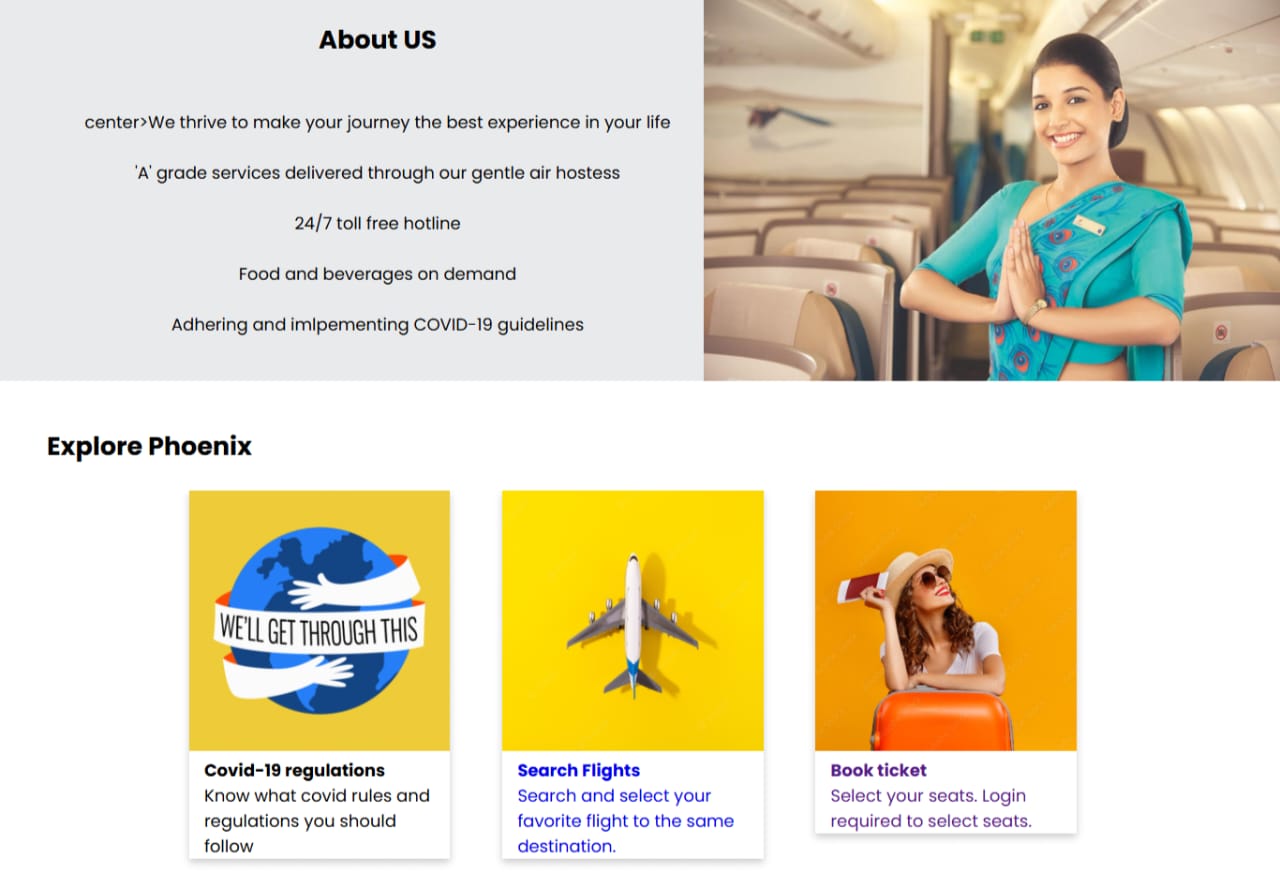 About US
center>We thrive to make your journey the best experience in your life
'A' grade services delivered through our gentle air hostess
24/7 toll free hotline
Food and beverages on demand
Adhering and imlpementing COVID-19 guidelines
Explore Phoenix
WE'LL GET THROUGH THIS
Covid-19 regulations
Know what covid rules and
regulations you should
follow
Search Flights
Search and select your
favorite flight to the same
destination.
Book ticket
Select your seats. Login
required to select seats.